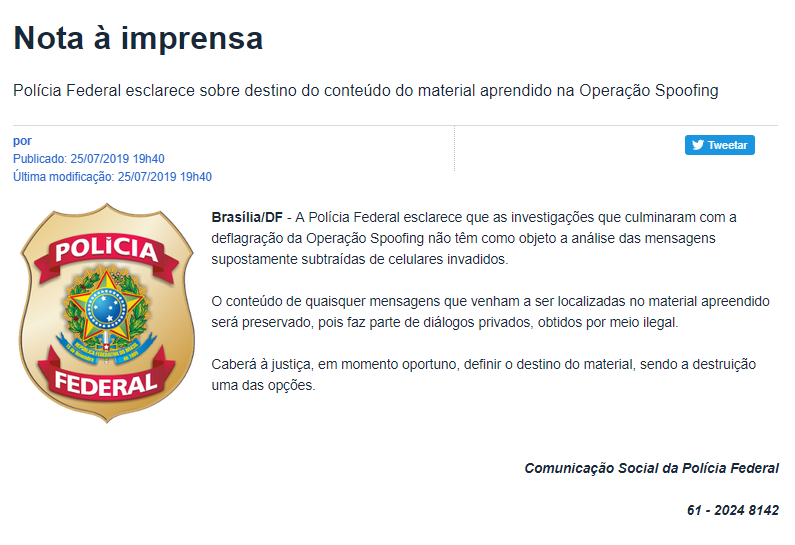 Nota à imprensa
Polícia Federal esclarece sobre destino do conteúdo do material aprendido na Operação Spoofing
por
Publicado: 25/07/2019 19h40
Última modificação: 25/07/2019 19h40
Tweetar
POLÍCIA
REPÚBLICA FEDERATIVA DO BRASIL
FEDERAL
Brasília/DF - A Polícia Federal esclarece que as investigações que culminaram com a
deflagração da Operação Spoofing não têm como objeto a análise das mensagens
supostamente subtraídas de celulares invadidos.
O conteúdo de quaisquer mensagens que venham a ser localizadas no material apreendido
será preservado, pois faz parte de diálogos privados, obtidos por meio ilegal.
Caberá à justiça, em momento oportuno, definir o destino do material, sendo a destruição
uma das opções.
Comunicação Social da Polícia Federal
61 - 2024 8142